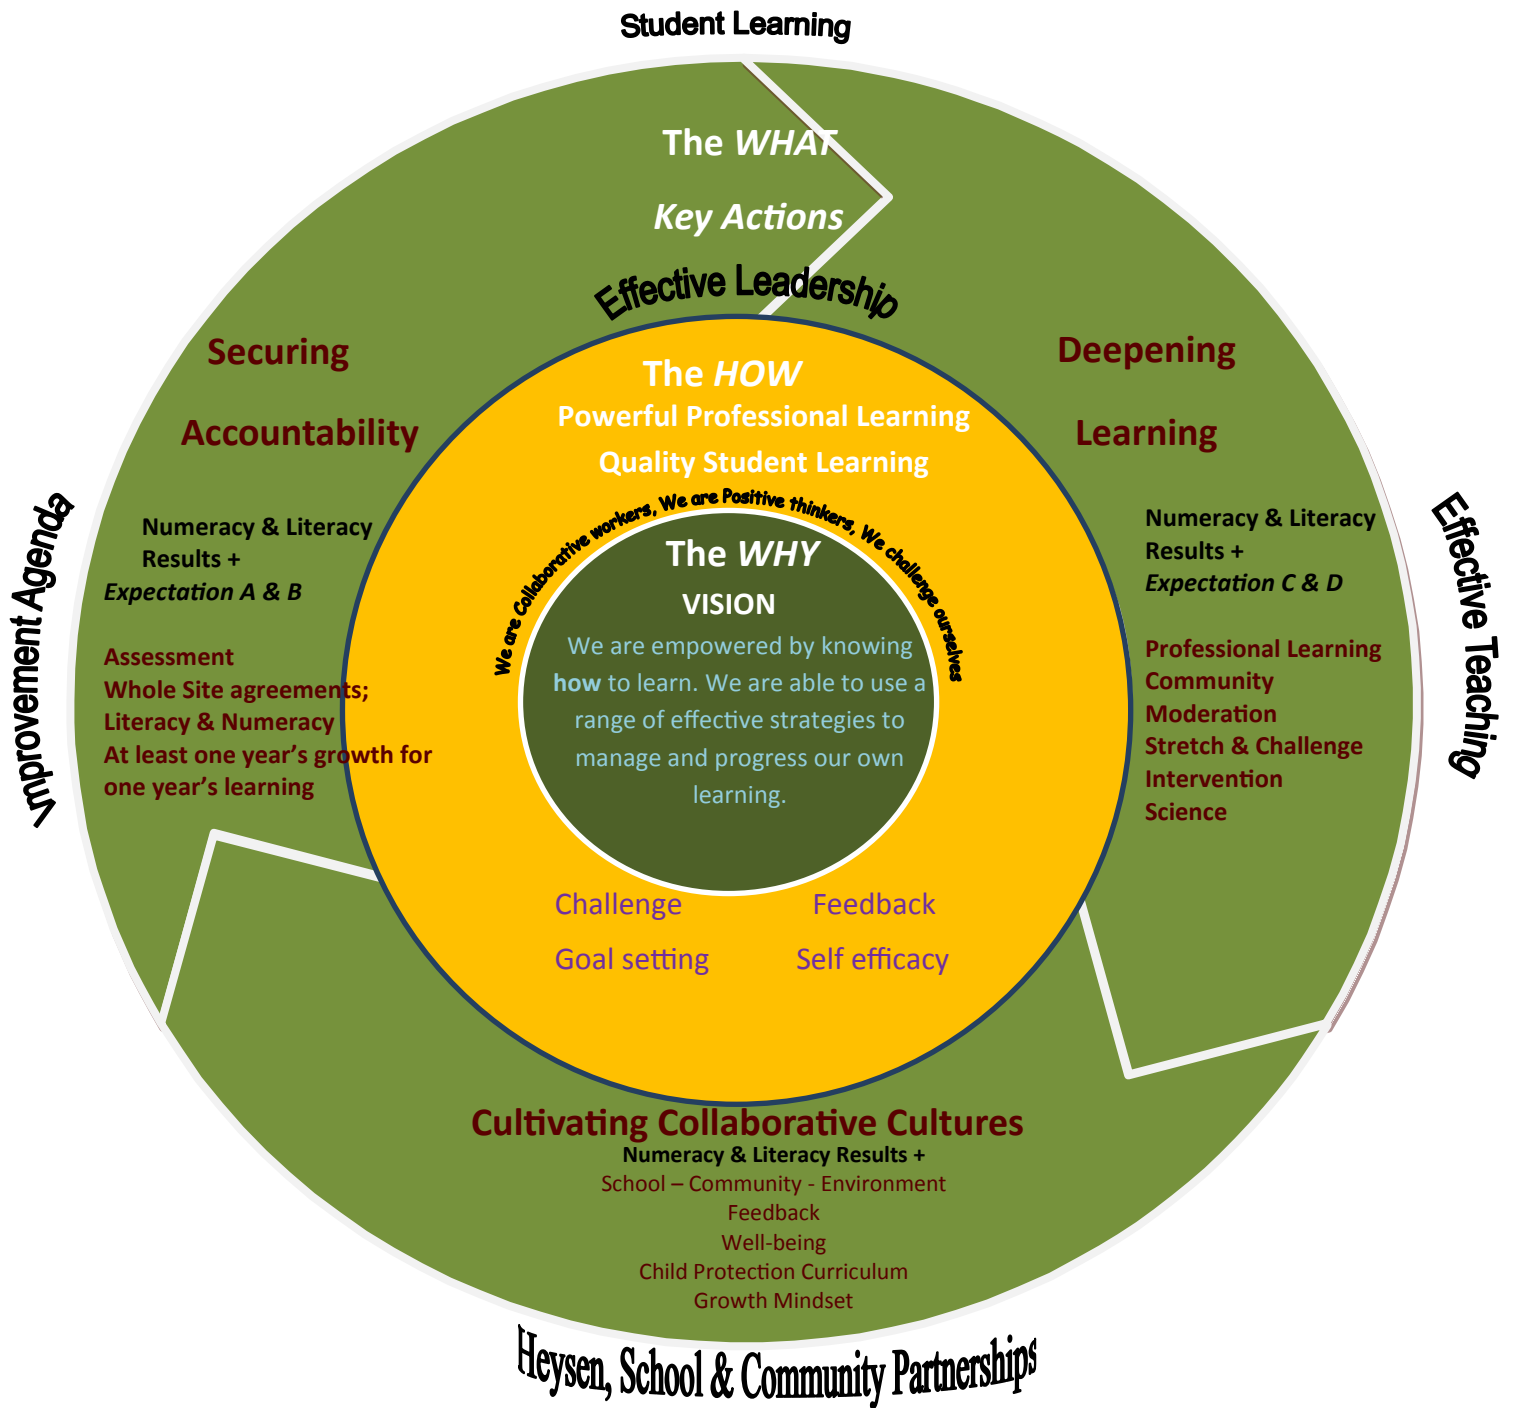 Student Learning
The WHAT
Key Actions
Effective Leadership
Securing
Accountability
Numeracy & Literacy
Results +
Expectation A & B
Assessment
Whole Site agreements;
Literacy & Numeracy
At least one year’s growth for
one year’s learning
Improvement Agenda
The HOW
Powerful Professional Learning
Quality Student Learning
We are Collaborative workers, We are Positive thinkers, We challenge ourselves
The WHY
VISION
We are empowered by knowing
how to learn. We are able to use a
range of effective strategies to
manage and progress our own
learning.
Challenge
Feedback
Goal setting
Self efficacy
Deepening
Learning
Numeracy & Literacy
Results +
Expectation C & D
Professional Learning
Community
Moderation
Stretch & Challenge
Intervention
Science
Effective Teaching
Cultivating Collaborative Cultures
Numeracy & Literacy Results +
School – Community - Environment
Feedback
Well-being
Child Protection Curriculum
Growth Mindset
Heysen, School & Community Partnerships